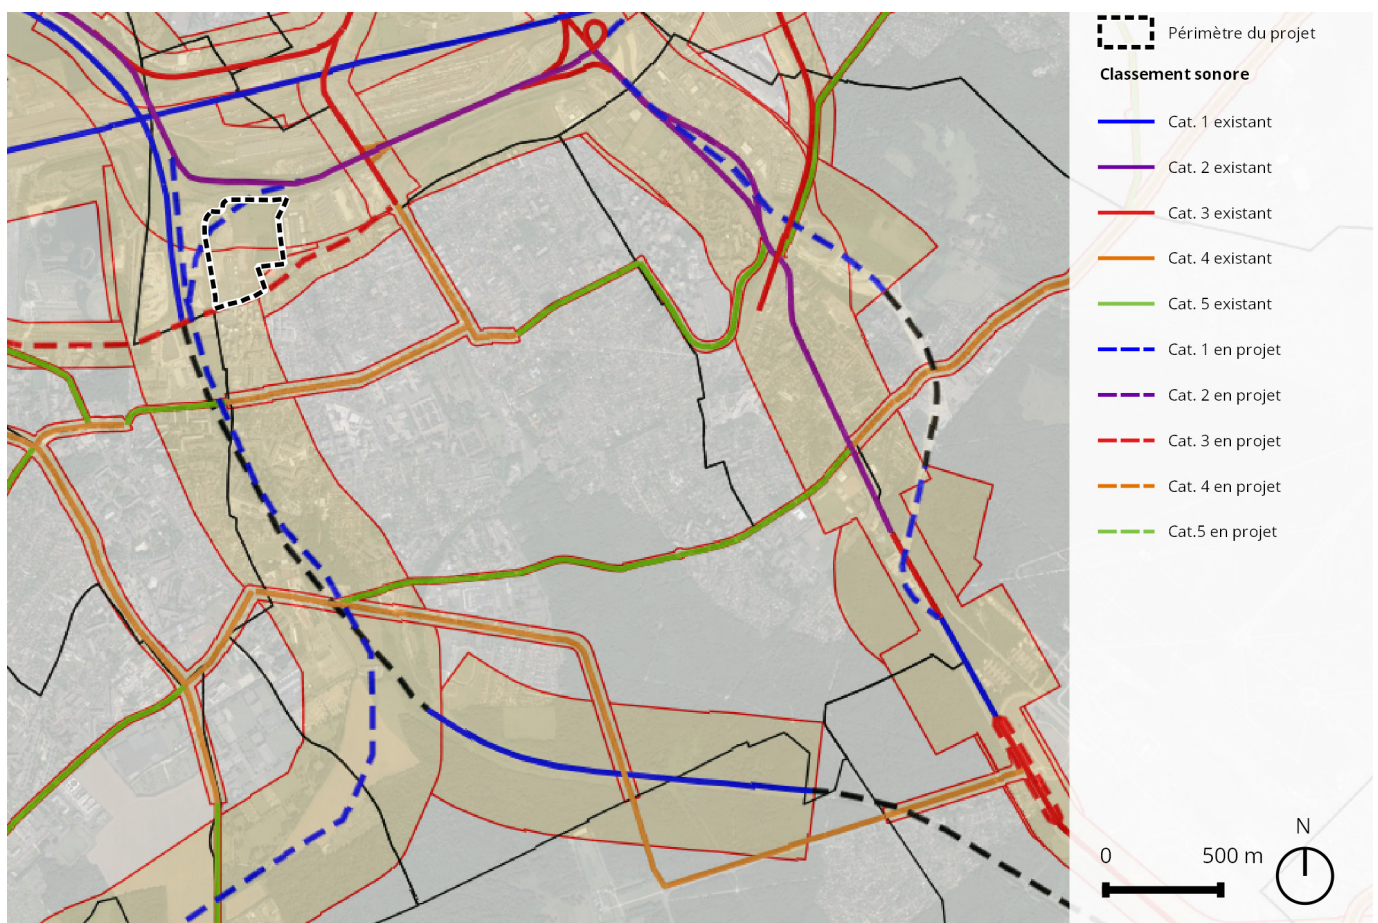 Périmètre du projet
Classement sonore
Cat. 1 existant
Cat. 2 existant
Cat. 3 existant
Cat. 4 existant
Cat. 5 existant
Cat. 1 en projet
Cat. 2 en projet
Cat. 3 en projet
Cat. 4 en projet
Cat.5 en projet
N
0 500 m